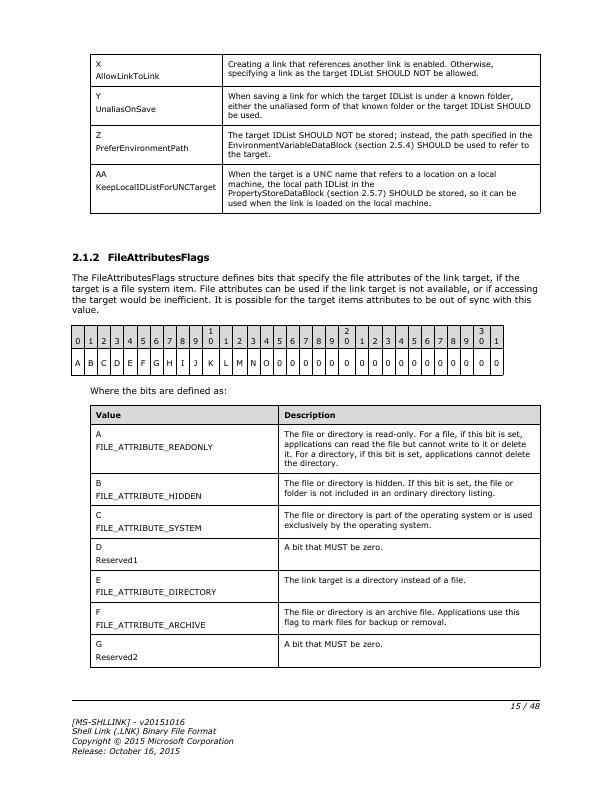 X
AllowLinkToLink
Creating a link that references another link is enabled. Otherwise,
specifying a link as the target IDList SHOULD NOT be allowed.
Y
UnaliasOnSave
When saving a link for which the target IDList is under a known folder,
either the unaliased form of that known folder or the target IDList SHOULD
be used.
Z
PreferEnvironmentPath
The target IDList SHOULD NOT be stored; instead, the path specified in the
EnvironmentVariableDataBlock (section 2.5.4) SHOULD be used to refer to
the target.
AA
KeepLocalIDListForUNCTarget
When the target is a UNC name that refers to a location on a local
machine, the local path IDList in the
PropertyStoreDataBlock (section 2.5.7) SHOULD be stored, so it can be
used when the link is loaded on the local machine.
2.1.2 FileAttributesFlags
The FileAttributesFlags structure defines bits that specify the file attributes of the link target, if the
target is a file system item. File attributes can be used if the link target is not available, or if accessing
the target would be inefficient. It is possible for the target items attributes to be out of sync with this
value.
1 2 3
0 1 2 3 4 5 6 7 8 9 0 1 2 3 4 5 6 7 8 9 0 1 2 3 4 5 6 7 8 9 0 1
A B C D E F G H I J K L M N O 0 0 0 0 0 0 0 0 0 0 0 0 0 0 0 0 0
Where the bits are defined as:
Value Description
A
FILE_ATTRIBUTE_READONLY
The file or directory is read-only. For a file, if this bit is set,
applications can read the file but cannot write to it or delete
it. For a directory, if this bit is set, applications cannot delete
the directory.
B
FILE_ATTRIBUTE_HIDDEN
The file or directory is hidden. If this bit is set, the file or
folder is not included in an ordinary directory listing.
C
FILE_ATTRIBUTE_SYSTEM
The file or directory is part of the operating system or is used
exclusively by the operating system.
D
Reserved1
A bit that MUST be zero.
E
FILE_ATTRIBUTE_DIRECTORY
The link target is a directory instead of a file.
F
FILE_ATTRIBUTE_ARCHIVE
The file or directory is an archive file. Applications use this
flag to mark files for backup or removal.
G
Reserved2
A bit that MUST be zero.
15 / 48
[MS-SHLLINK] - v20151016
Shell Link (.LNK) Binary File Format
Copyright © 2015 Microsoft Corporation
Release: October 16, 2015